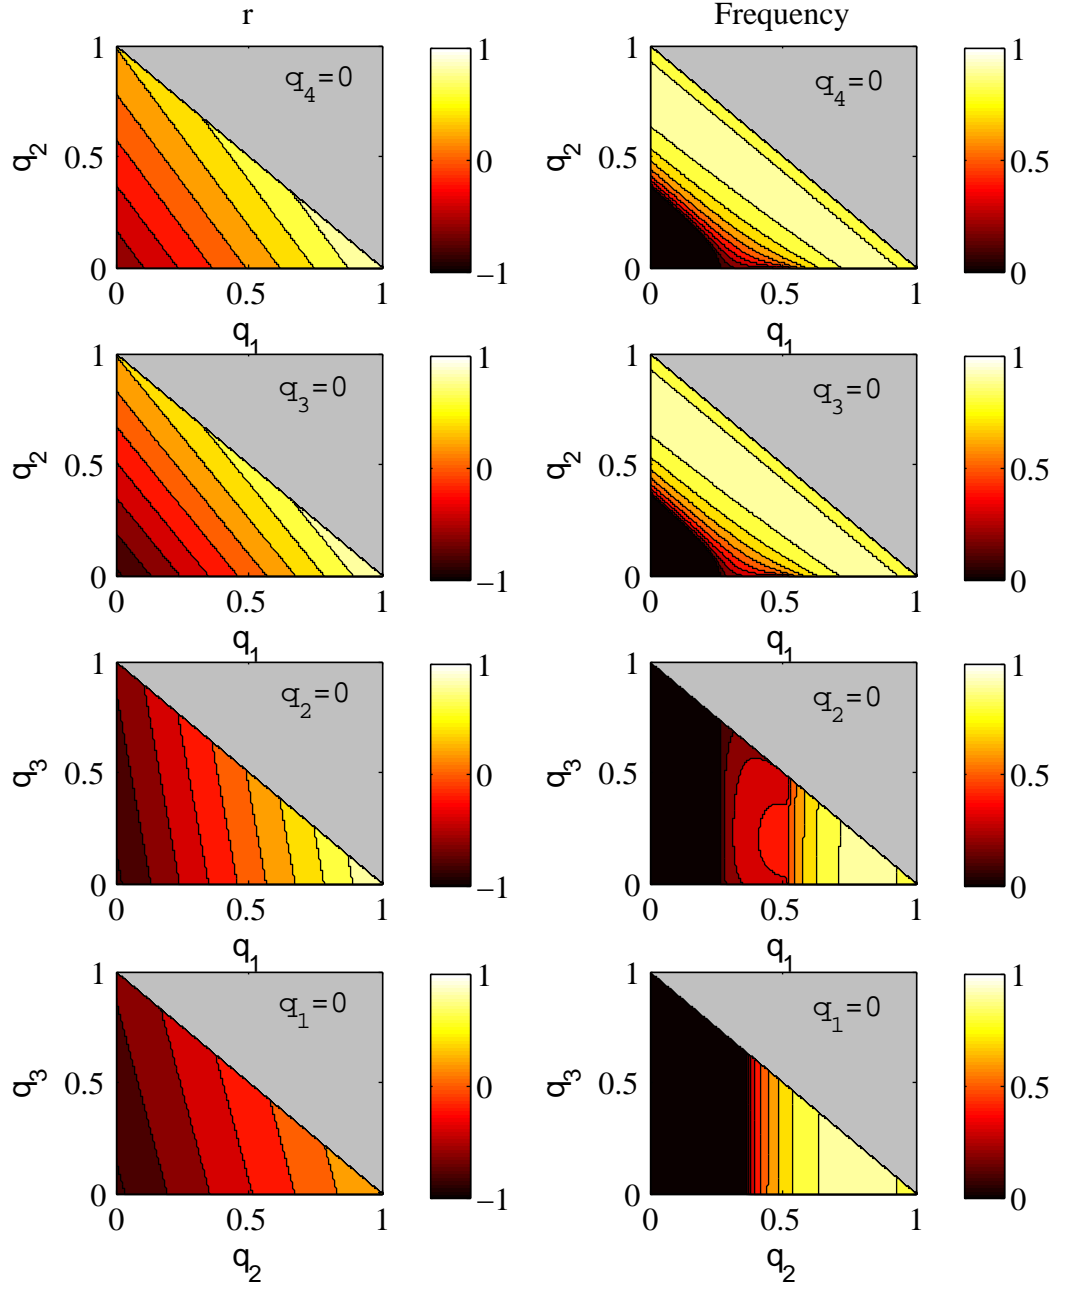 r Frequency
1 q4=0 1 1 q4=0 1
q2 0.5 0 q2 0.5 0.5
0 −1 0 0
0 0.5 1 0 0.5 1
q1 q1
1 q3=0 1 1 q3=0 1
q2 0.5 0 q2 0.5 0.5
0 −1 0 0
0 0.5 1 0 0.5 1
q1 q1
1 q2=0 1 1 q2=0 1
q3 0.5 0 q3 0.5 0.5
0 −1 0 0
0 0.5 1 0 0.5 1
q1 q1
1 q1=0 1 1 q1=0 1
q3 0.5 0 q3 0.5 0.5
0 −1 0 0
0 0.5 1 0 0.5 1
q2 q2